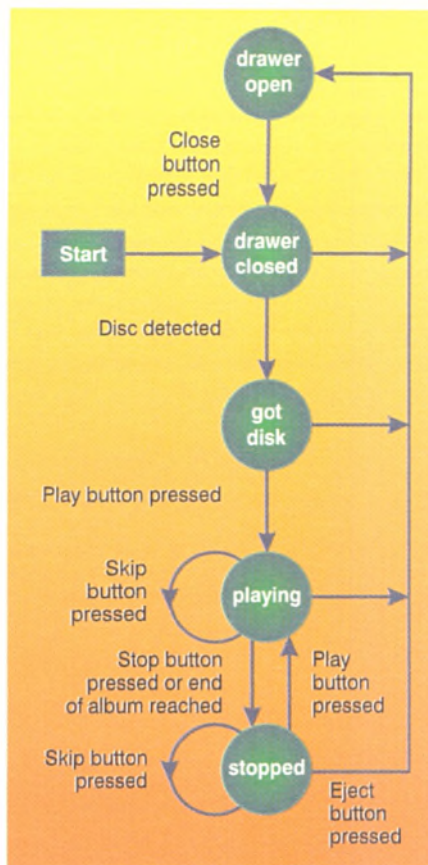 drawer
open
Close
button
pressed
Start
drawer
closed
Disc detected
got
disk
Play button pressed
Skip
button
pressed
playing
Stop button
pressed or end
of album reached
Play
button
pressed
Skip button
pressed
stopped
Eject
button
pressed